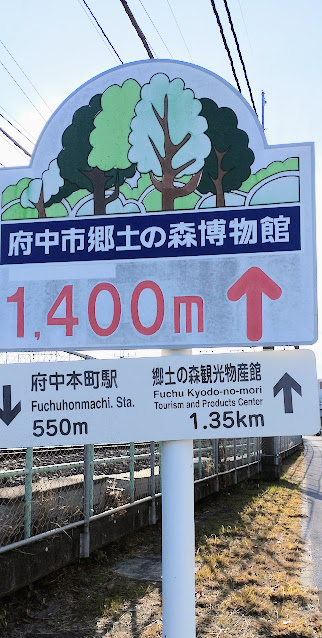 府中市郷土の森博物館
1,400m ↑
府中本町駅
Fuchuhonmachi. Sta.
↓ 550m
郷土の森観光物産館
Fuchu Kyodo-no-mori
Tourism and Products Center
1.35km ↑